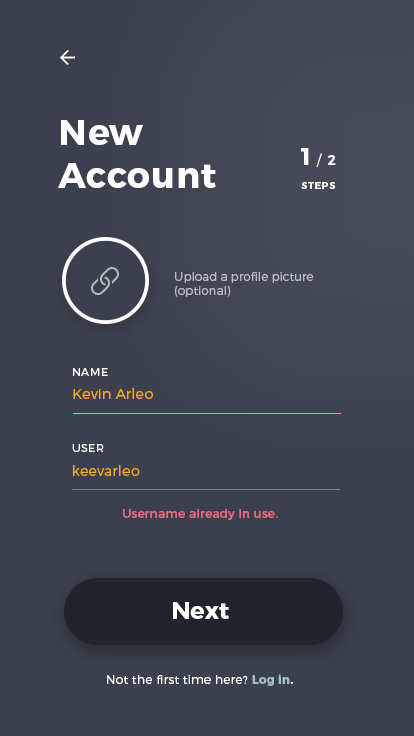 New
Account
1 / 2
STEPS
Upload a profile picture
(optional)
NAME
Kevin Arleo
USER
keevarleo
Username already in use.
Next
Not the first time here? Log in.